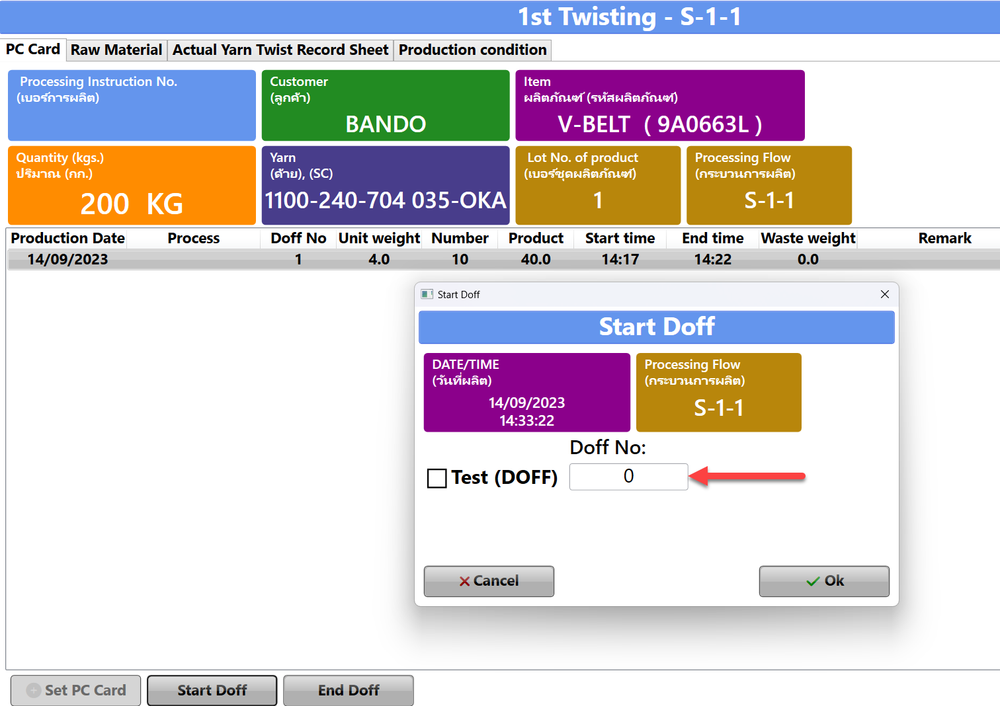 1st Twisting - S-1-1
PC Card
Raw Material
Actual Yarn Twist Record Sheet
Production condition
Processing Instruction No.
(เบอร์การผลิต)
Customer
(ลูกค้า)
BANDO
Item
ผลิตภัณฑ์ (รหัสผลิตภัณฑ์)
V-BELT ( 9A0663L )
Quantity (kgs.)
ปริมาณ (กก.)
200 KG
Yarn
(ด้าย), (SC)
1100-240-704 035-OKA
Lot No. of product
(เบอร์ชุดผลิตภัณฑ์)
1
Processing Flow
(กระบวนการผลิต)
S-1-1
Production Date Process Doff No Unit weight Number Product Start time End time Waste weight Remark
14/09/2023 1 4.0 10 40.0 14:17 14:22 0.0
Start Doff
Start Doff
DATE/TIME
(วันที่ผลิต)
14/09/2023
14:33:22
Processing Flow
(กระบวนการผลิต)
S-1-1
Doff No:
Test (DOFF)
0
Cancel
Ok
Set PC Card
Start Doff
End Doff